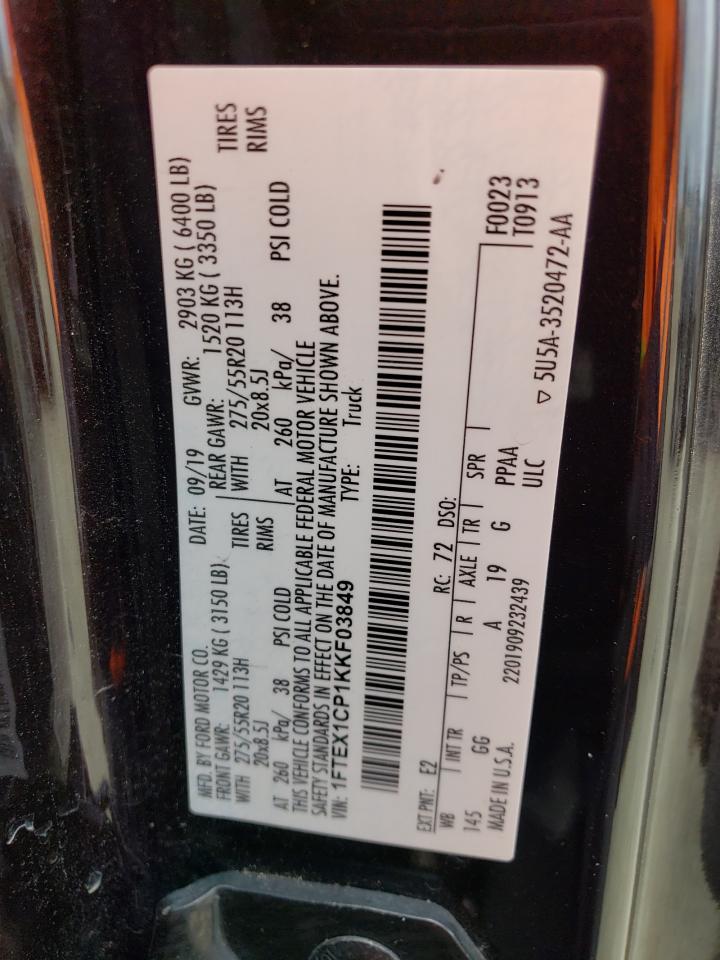 MFD. BY FORD MOTOR CO. DATE: 09/19 GVWR: 2903 KG ( 6400 LB)
FRONT GAWR: 1429 KG ( 3150 LB) REAR GAWR: 1520 KG ( 3350 LB)
WITH 275/55R20 113H TIRES WITH 275/55R20 113H TIRES
20x8.5J RIMS 20x8.5J RIMS
AT 260 kPa/ 38 PSI COLD AT 260 kPa/ 38 PSI COLD
THIS VEHICLE CONFORMS TO ALL APPLICABLE FEDERAL MOTOR VEHICLE
SAFETY STANDARDS IN EFFECT ON THE DATE OF MANUFACTURE SHOWN ABOVE.
VIN: 1FTEX1CP1KKF03849 TYPE: Truck
EXT PNT: E2 RC: 72 DSO: F0023
WB INT TR TP/PS R AXLE TR SPR T0913
145 GG A 19 G PPAA
MADE IN U.S.A. 2201909232439 ULC
▽ 5U5A-3520472-AA